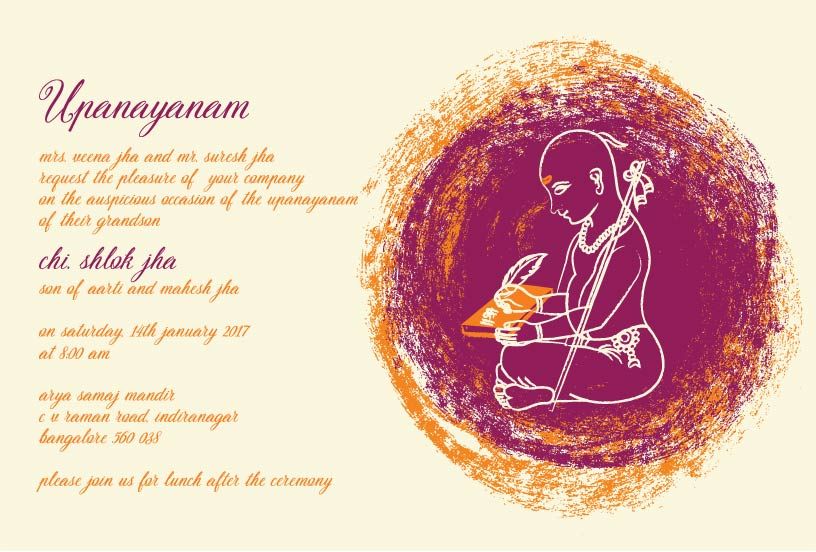 Upanayanam
mrs. veena jha and mr. suresh jha
request the pleasure of your company
on the auspicious occasion of the upanayanam
of their grandson
chi. shlok jha
son of aarti and mahesh jha
on saturday, 14th january 2017
at 8:00 am
arya samaj mandir
c v raman road, indiranagar
bangalore 560 038
please join us for lunch after the ceremony